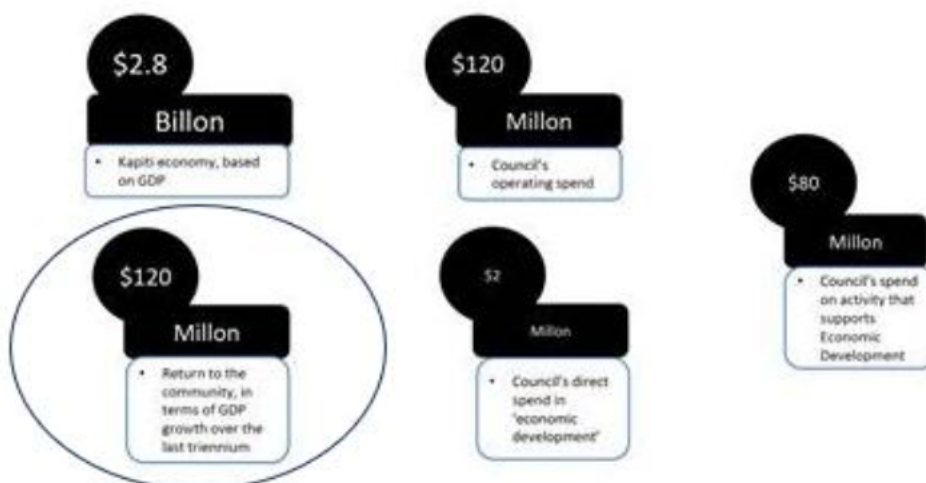 $2.8
Billon
• Kapiti economy, based
on GDP
$120
Millon
• Council's
operating spend
$80
Millon
• Council's spend
on activity that
supports
Economic
Development
$120
Millon
• Return to the
community, in
terms of GDP
growth over the
last triennium
$2
Millon
• Council's direct
spend in
'economic
development'